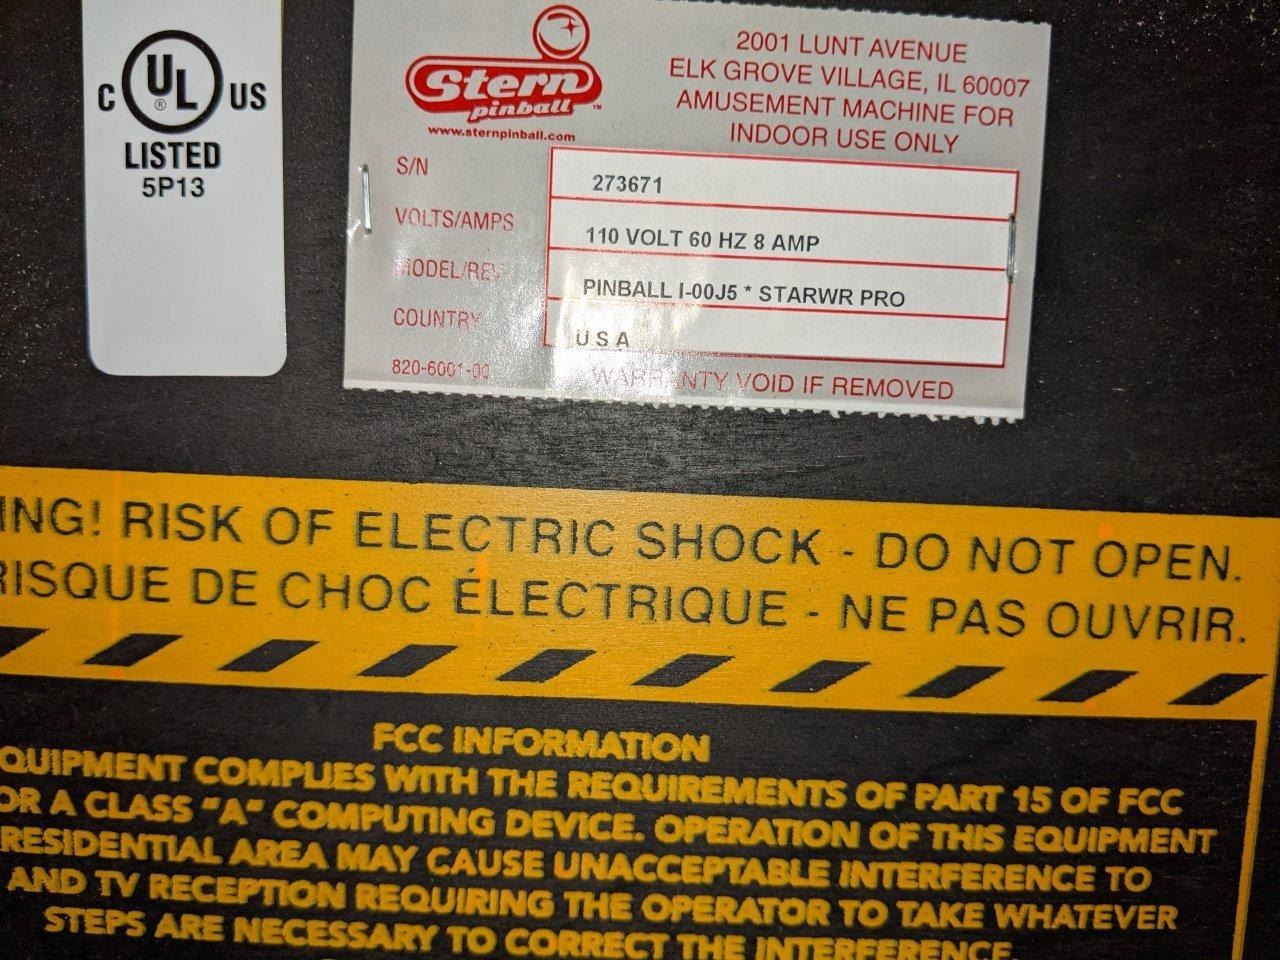 C UL US
®
LISTED
5P13
Stern
pinball™
www.sternpinball.com
2001 LUNT AVENUE
ELK GROVE VILLAGE, IL 60007
AMUSEMENT MACHINE FOR
INDOOR USE ONLY
S/N 273671
VOLTS/AMPS 110 VOLT 60 HZ 8 AMP
MODEL/REV PINBALL I-00J5 * STARWR PRO
COUNTRY U S A
820-6001-00 WARRANTY VOID IF REMOVED
ING! RISK OF ELECTRIC SHOCK - DO NOT OPEN.
RISQUE DE CHOC ÉLECTRIQUE - NE PAS OUVRIR.
FCC INFORMATION
QUIPMENT COMPLIES WITH THE REQUIREMENTS OF PART 15 OF FCC
OR A CLASS "A" COMPUTING DEVICE. OPERATION OF THIS EQUIPMENT
RESIDENTIAL AREA MAY CAUSE UNACCEPTABLE INTERFERENCE TO
AND TV RECEPTION REQUIRING THE OPERATOR TO TAKE WHATEVER
STEPS ARE NECESSARY TO CORRECT THE INTERFERENCE.